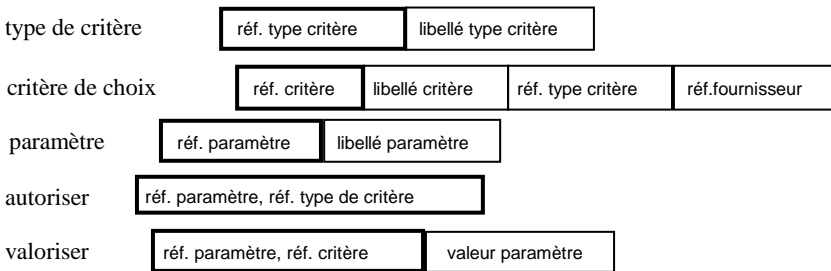 type de critère réf. type critère libellé type critère
critère de choix réf. critère libellé critère réf. type critère réf.fournisseur
paramètre réf. paramètre libellé paramètre
autoriser réf. paramètre, réf. type de critère
valoriser réf. paramètre, réf. critère valeur paramètre